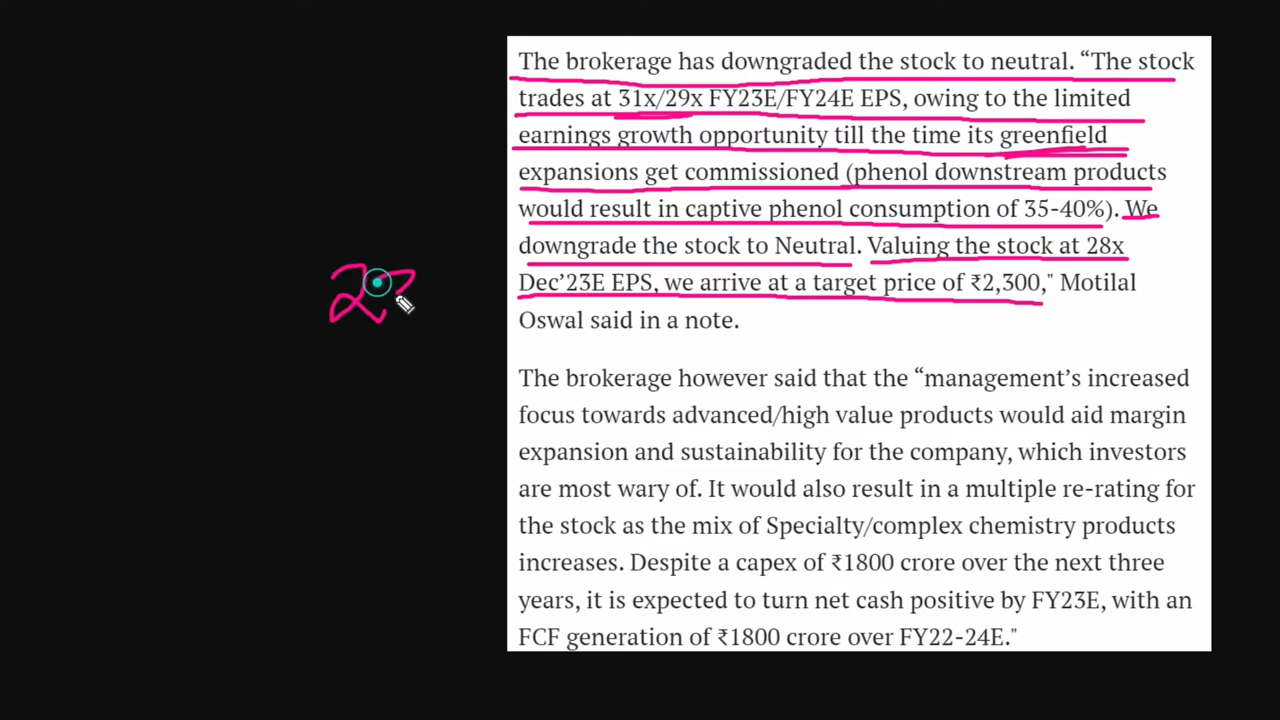 The brokerage has downgraded the stock to neutral. “The stock
trades at 31x/29x FY23E/FY24E EPS, owing to the limited
earnings growth opportunity till the time its greenfield
expansions get commissioned (phenol downstream products
would result in captive phenol consumption of 35-40%). We
downgrade the stock to Neutral. Valuing the stock at 28x
Dec’23E EPS, we arrive at a target price of ₹2,300," Motilal
Oswal said in a note.
The brokerage however said that the “management’s increased
focus towards advanced/high value products would aid margin
expansion and sustainability for the company, which investors
are most wary of. It would also result in a multiple re-rating for
the stock as the mix of Specialty/complex chemistry products
increases. Despite a capex of ₹1800 crore over the next three
years, it is expected to turn net cash positive by FY23E, with an
FCF generation of ₹1800 crore over FY22-24E."